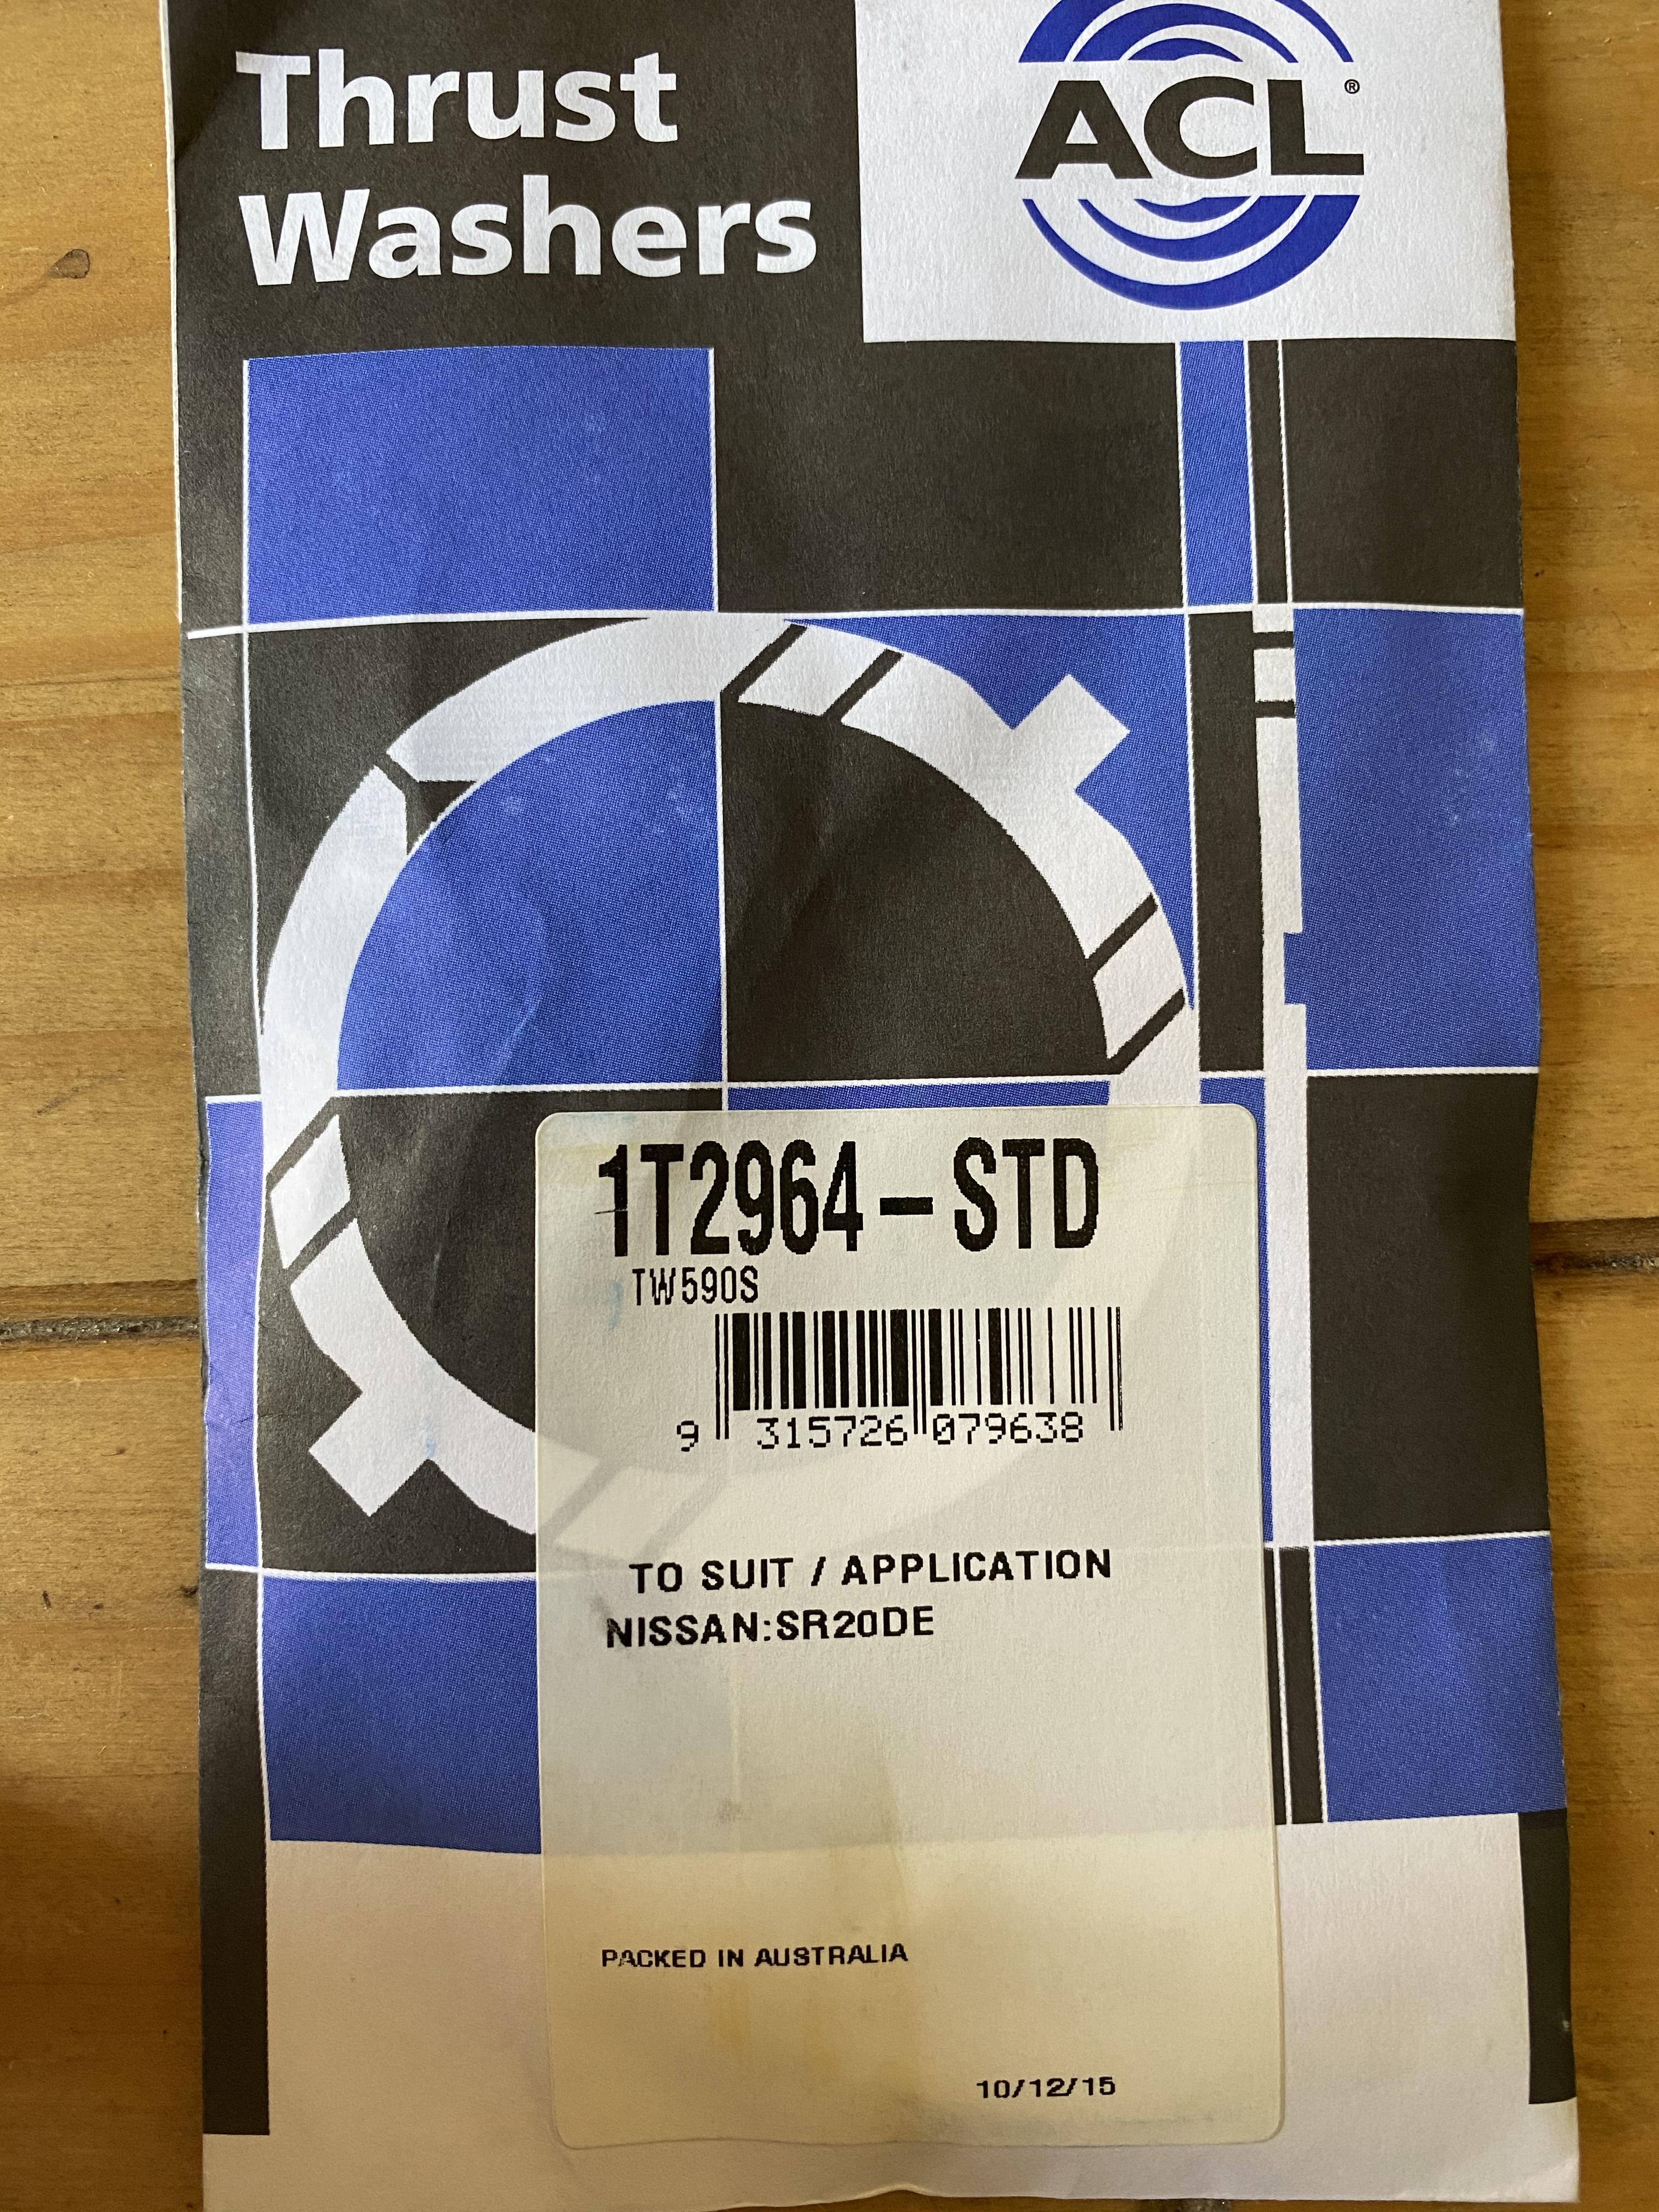 Thrust
Washers
ACL®
1T2964-STD
TW590S
9 315726 079638
TO SUIT / APPLICATION
NISSAN:SR20DE
PACKED IN AUSTRALIA
10/12/15